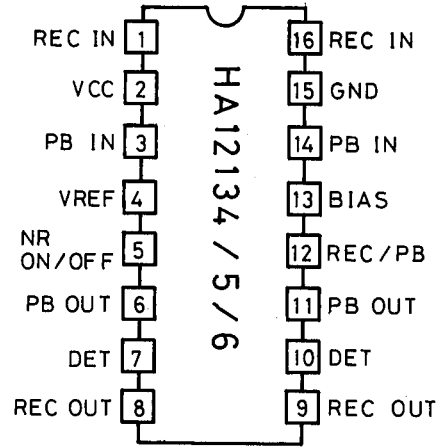 REC IN 1 16 REC IN
VCC 2 15 GND
PB IN 3 14 PB IN
VREF 4 13 BIAS
NR
ON/OFF 5 12 REC/PB
PB OUT 6 11 PB OUT
DET 7 10 DET
REC OUT 8 9 REC OUT
HA12134/5/6